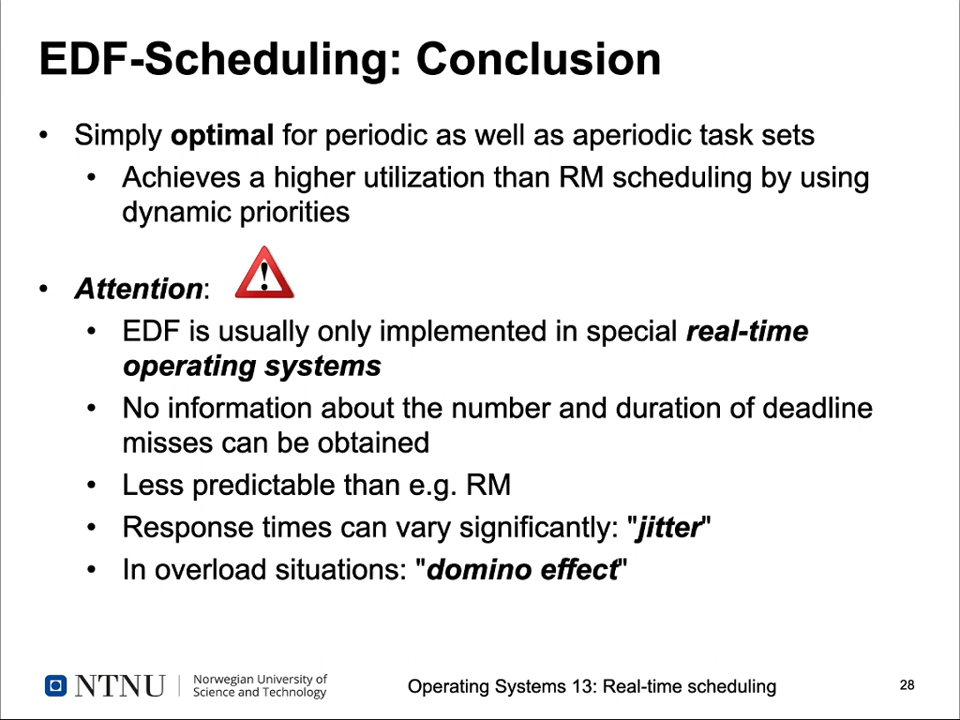 EDF-Scheduling: Conclusion
• Simply optimal for periodic as well as aperiodic task sets
• Achieves a higher utilization than RM scheduling by using
dynamic priorities
• Attention:
• EDF is usually only implemented in special real-time
operating systems
• No information about the number and duration of deadline
misses can be obtained
• Less predictable than e.g. RM
• Response times can vary significantly: "jitter"
• In overload situations: "domino effect"
NTNU
Norwegian University of
Science and Technology
Operating Systems 13: Real-time scheduling
28